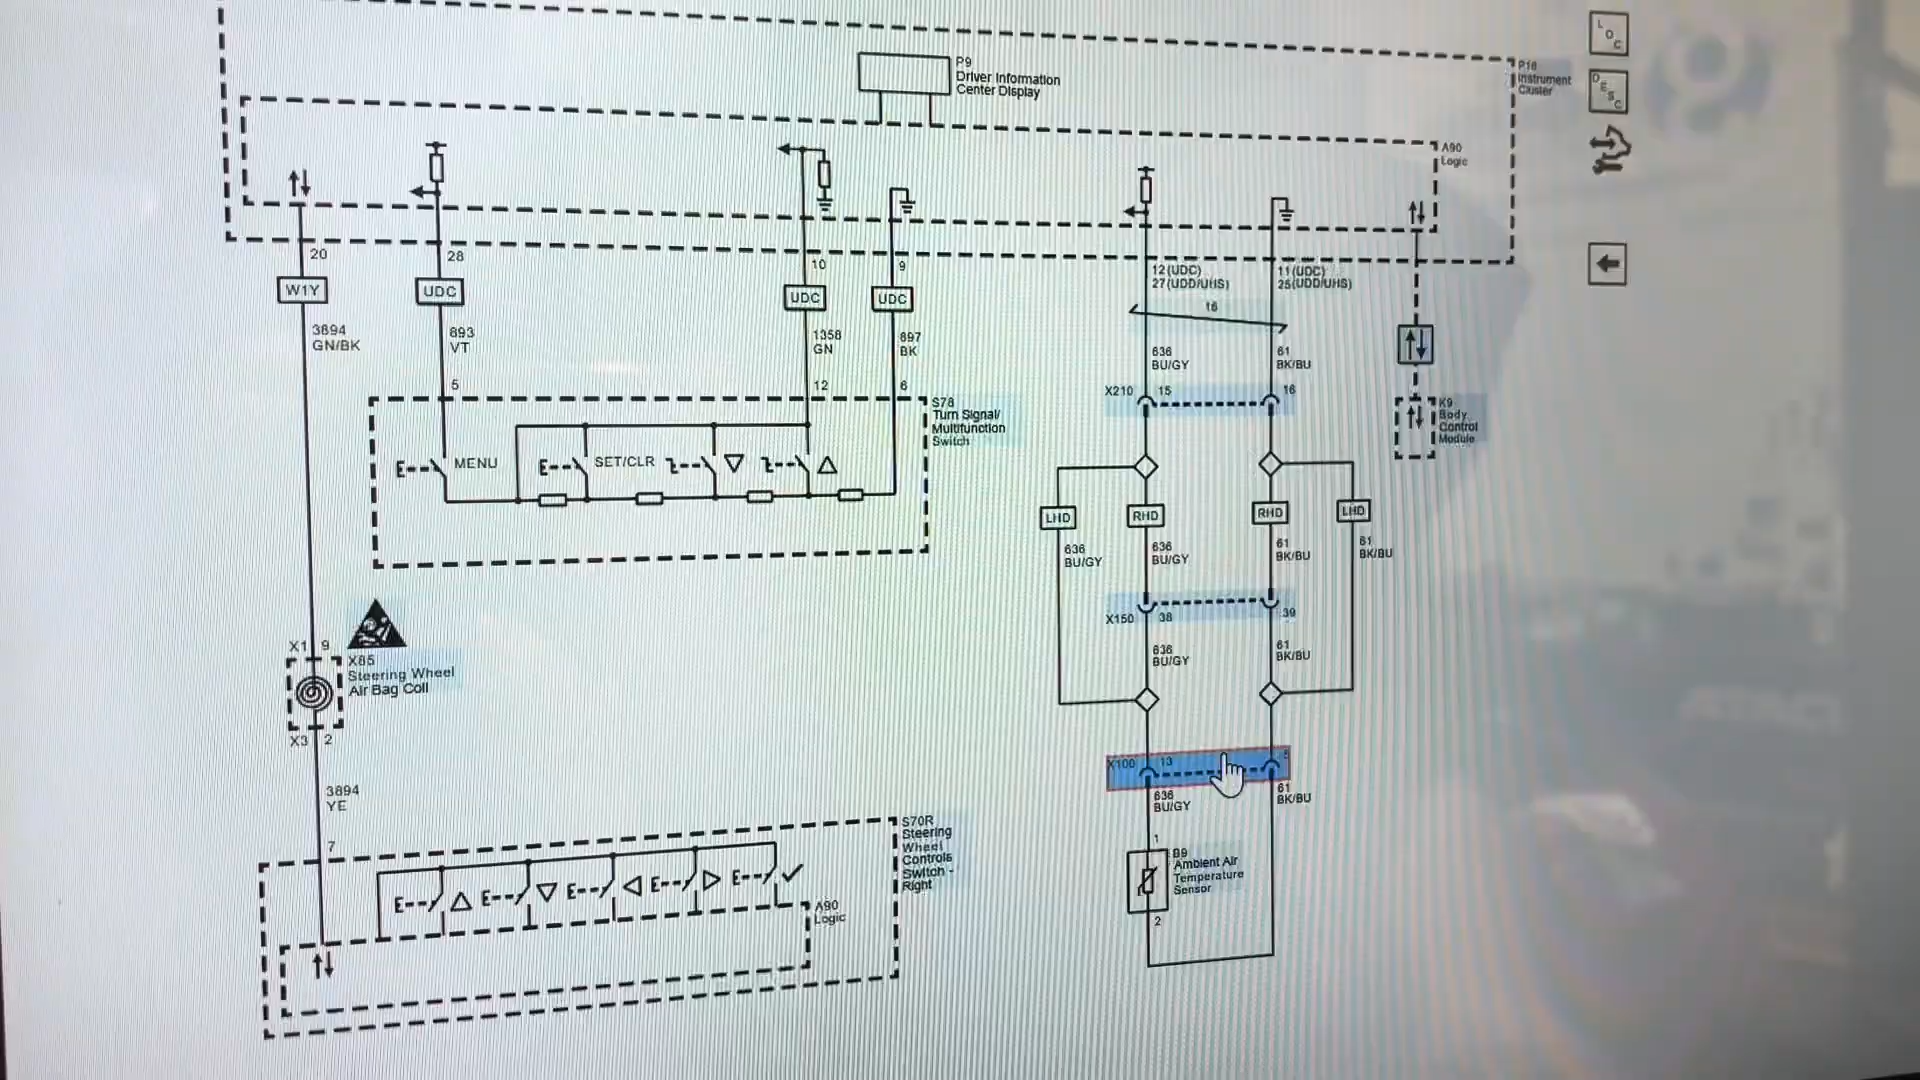 L
O
C
P9
Driver Information
Center Display
P16
Instrument
Cluster
D
E
S
C
A90
Logic
20
28
10
9
12(UDC)
27(UDD/UHS)
11(UDC)
25(UDD/UHS)
W1Y
UDC
UDC
UDC
16
3894
GN/BK
893
VT
1358
GN
897
BK
636
BU/GY
61
BK/BU
5
12
6
X210
15
16
S78
Turn Signal/
Multifunction
Switch
K9
Body
Control
Module
MENU
SET/CLR
LHD
RHD
RHD
LHD
636
BU/GY
636
BU/GY
61
BK/BU
61
BK/BU
X150
38
39
X1
9
X85
Steering Wheel
Air Bag Coil
636
BU/GY
61
BK/BU
X3
2
X100
13
3894
YE
636
BU/GY
61
BK/BU
7
S70R
Steering
Wheel
Controls
Switch -
Right
1
B9
Ambient Air
Temperature
Sensor
2
A90
Logic